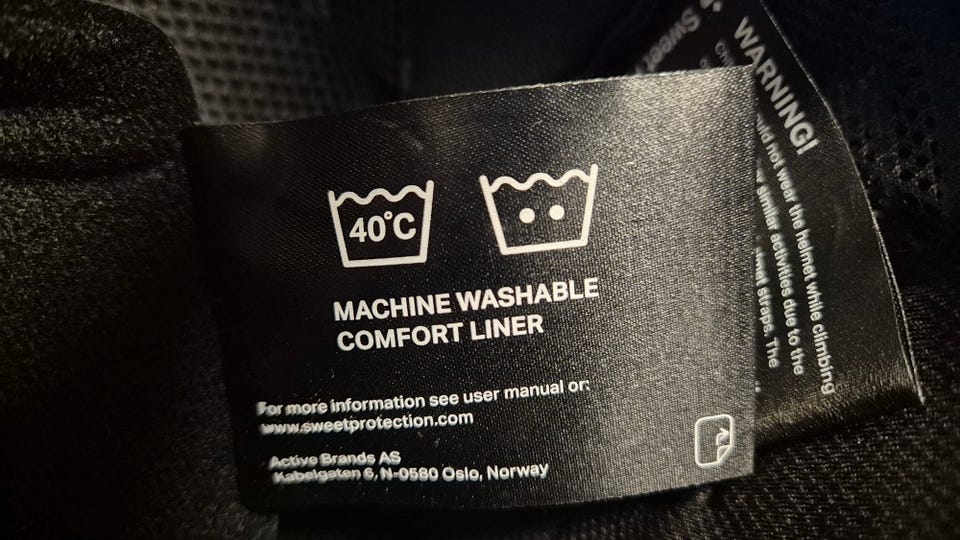 40°C
MACHINE WASHABLE
COMFORT LINER
For more information see user manual or:
www.sweetprotection.com
Active Brands AS
Kabelgaten 6, N-0580 Oslo, Norway
Sweet
WARNING!
not wear the helmet while climbing
similar activities due to the
straps. The